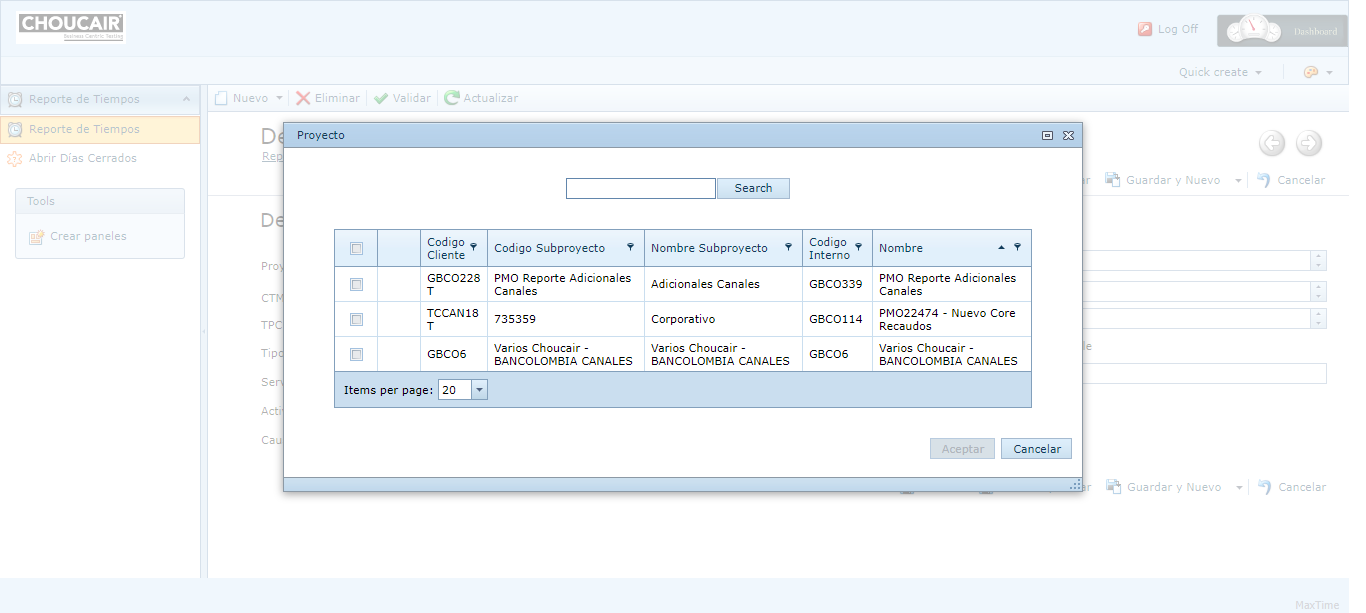 CHOUCAIR
Business Centric Testing
Log Off
Dashboard
Quick create
Reporte de Tiempos
Nuevo
Eliminar
Validar
Actualizar
Reporte de Tiempos
Abrir Días Cerrados
Tools
Crear paneles
De
Rep
Guardar y Nuevo
Cancelar
De
Proy
CTM
TPC
Tipo
Serv
Acti
Cau
Proyecto
Search
Codigo Cliente
Codigo Subproyecto
Nombre Subproyecto
Codigo Interno
Nombre
GBCO228T
PMO Reporte Adicionales Canales
Adicionales Canales
GBCO339
PMO Reporte Adicionales Canales
TCCAN18T
735359
Corporativo
GBCO114
PMO22474 - Nuevo Core Recaudos
GBCO6
Varios Choucair - BANCOLOMBIA CANALES
Varios Choucair - BANCOLOMBIA CANALES
GBCO6
Varios Choucair - BANCOLOMBIA CANALES
Items per page: 20
Aceptar
Cancelar
ar
Guardar y Nuevo
Cancelar
MaxTime